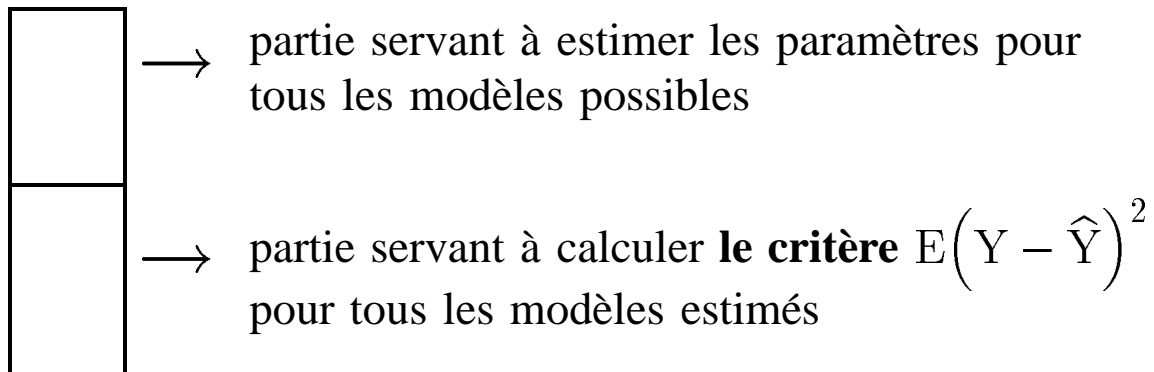 partie servant à estimer les paramètres pour
tous les modèles possibles
partie servant à calculer le critère E(Y − Ŷ)²
pour tous les modèles estimés